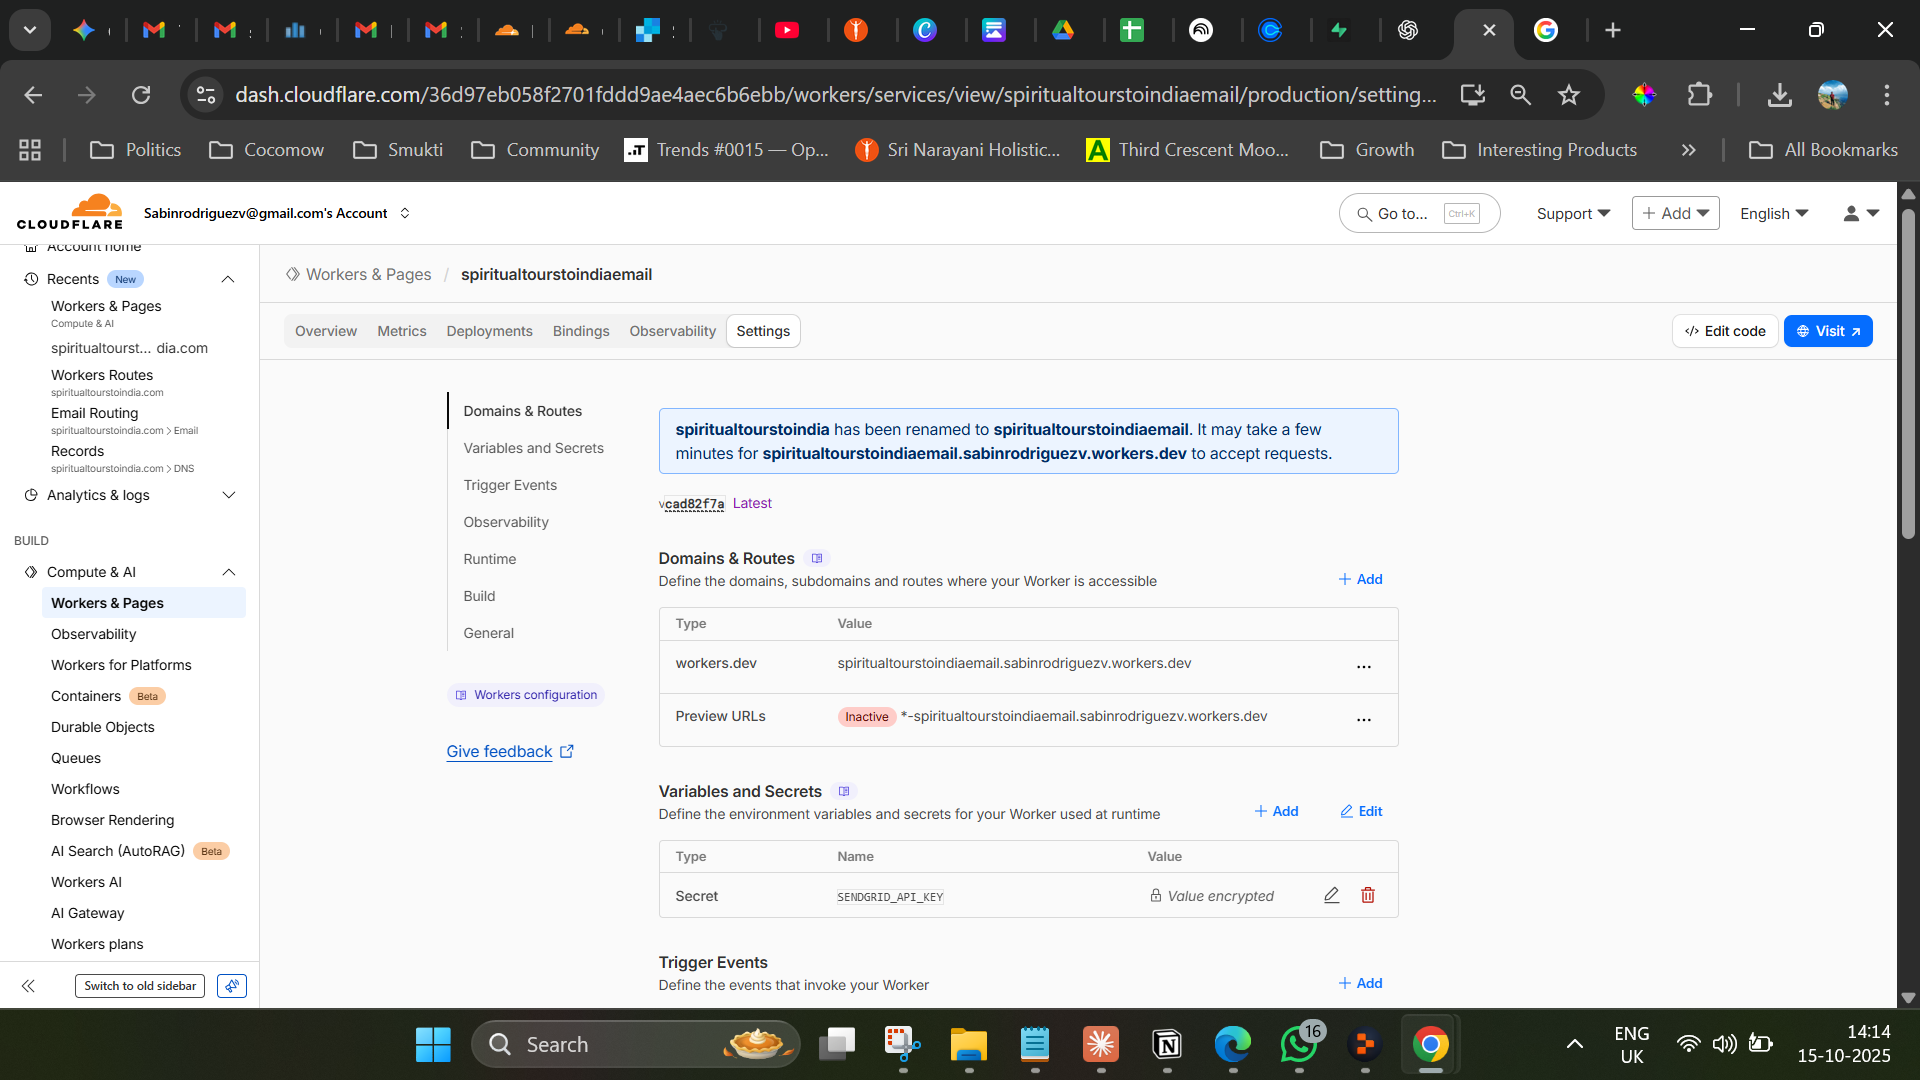 dash.cloudflare.com/36d97eb058f2701fddd9ae4aec6b6ebb/workers/services/view/spiritualtourstoindiaemail/production/setting...
Politics
Cocomow
Smukti
Community
Trends #0015 — Op...
Sri Narayani Holistic...
Third Crescent Moo...
Growth
Interesting Products
All Bookmarks
CLOUDFLARE
Sabinrodriguezv@gmail.com's Account
Go to... Ctrl+K
Support
Add
English
Account home
Recents New
Workers & Pages
Compute & AI
spiritualtourst... dia.com
Workers Routes
spiritualtourstoindia.com
Email Routing
spiritualtourstoindia.com > Email
Records
spiritualtourstoindia.com > DNS
Analytics & logs
BUILD
Compute & AI
Workers & Pages
Observability
Workers for Platforms
Containers Beta
Durable Objects
Queues
Workflows
Browser Rendering
AI Search (AutoRAG) Beta
Workers AI
AI Gateway
Workers plans
Switch to old sidebar
Workers & Pages / spiritualtourstoindiaemail
Overview Metrics Deployments Bindings Observability Settings
Edit code
Visit
Domains & Routes
Variables and Secrets
Trigger Events
Observability
Runtime
Build
General
Workers configuration
Give feedback
spiritualtourstoindia has been renamed to spiritualtourstoindiaemail. It may take a few
minutes for spiritualtourstoindiaemail.sabinrodriguezv.workers.dev to accept requests.
vcad82f7a Latest
Domains & Routes
Define the domains, subdomains and routes where your Worker is accessible
+ Add
Type Value
workers.dev spiritualtourstoindiaemail.sabinrodriguezv.workers.dev ...
Preview URLs Inactive *-spiritualtourstoindiaemail.sabinrodriguezv.workers.dev ...
Variables and Secrets
Define the environment variables and secrets for your Worker used at runtime
+ Add Edit
Type Name Value
Secret SENDGRID_API_KEY Value encrypted
Trigger Events
Define the events that invoke your Worker
+ Add
Search
16
ENG
UK
14:14
15-10-2025